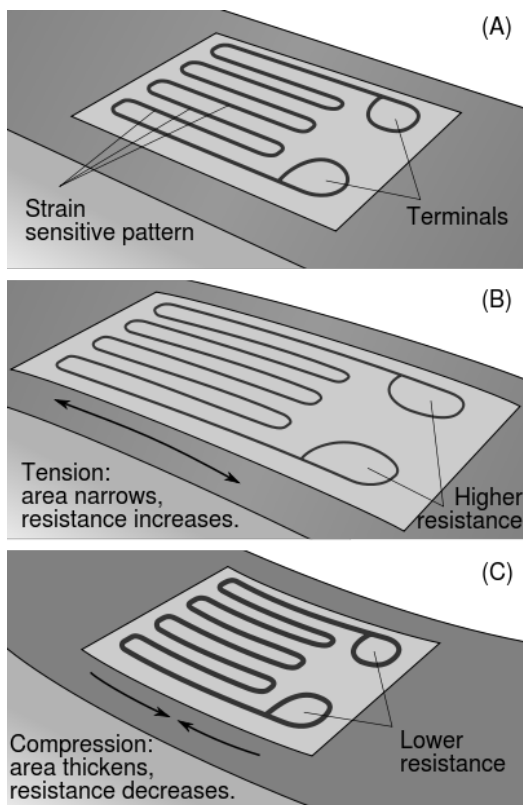 (A)
Strain
sensitive pattern
Terminals
(B)
Tension:
area narrows,
resistance increases.
Higher
resistance
(C)
Compression:
area thickens,
resistance decreases.
Lower
resistance